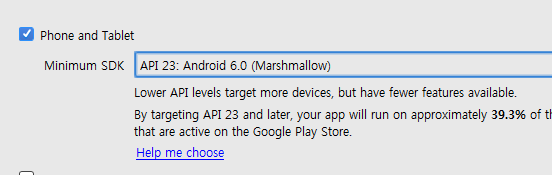 Phone and Tablet
Minimum SDK API 23: Android 6.0 (Marshmallow)
Lower API levels target more devices, but have fewer features available.
By targeting API 23 and later, your app will run on approximately 39.3% of
that are active on the Google Play Store.
Help me choose